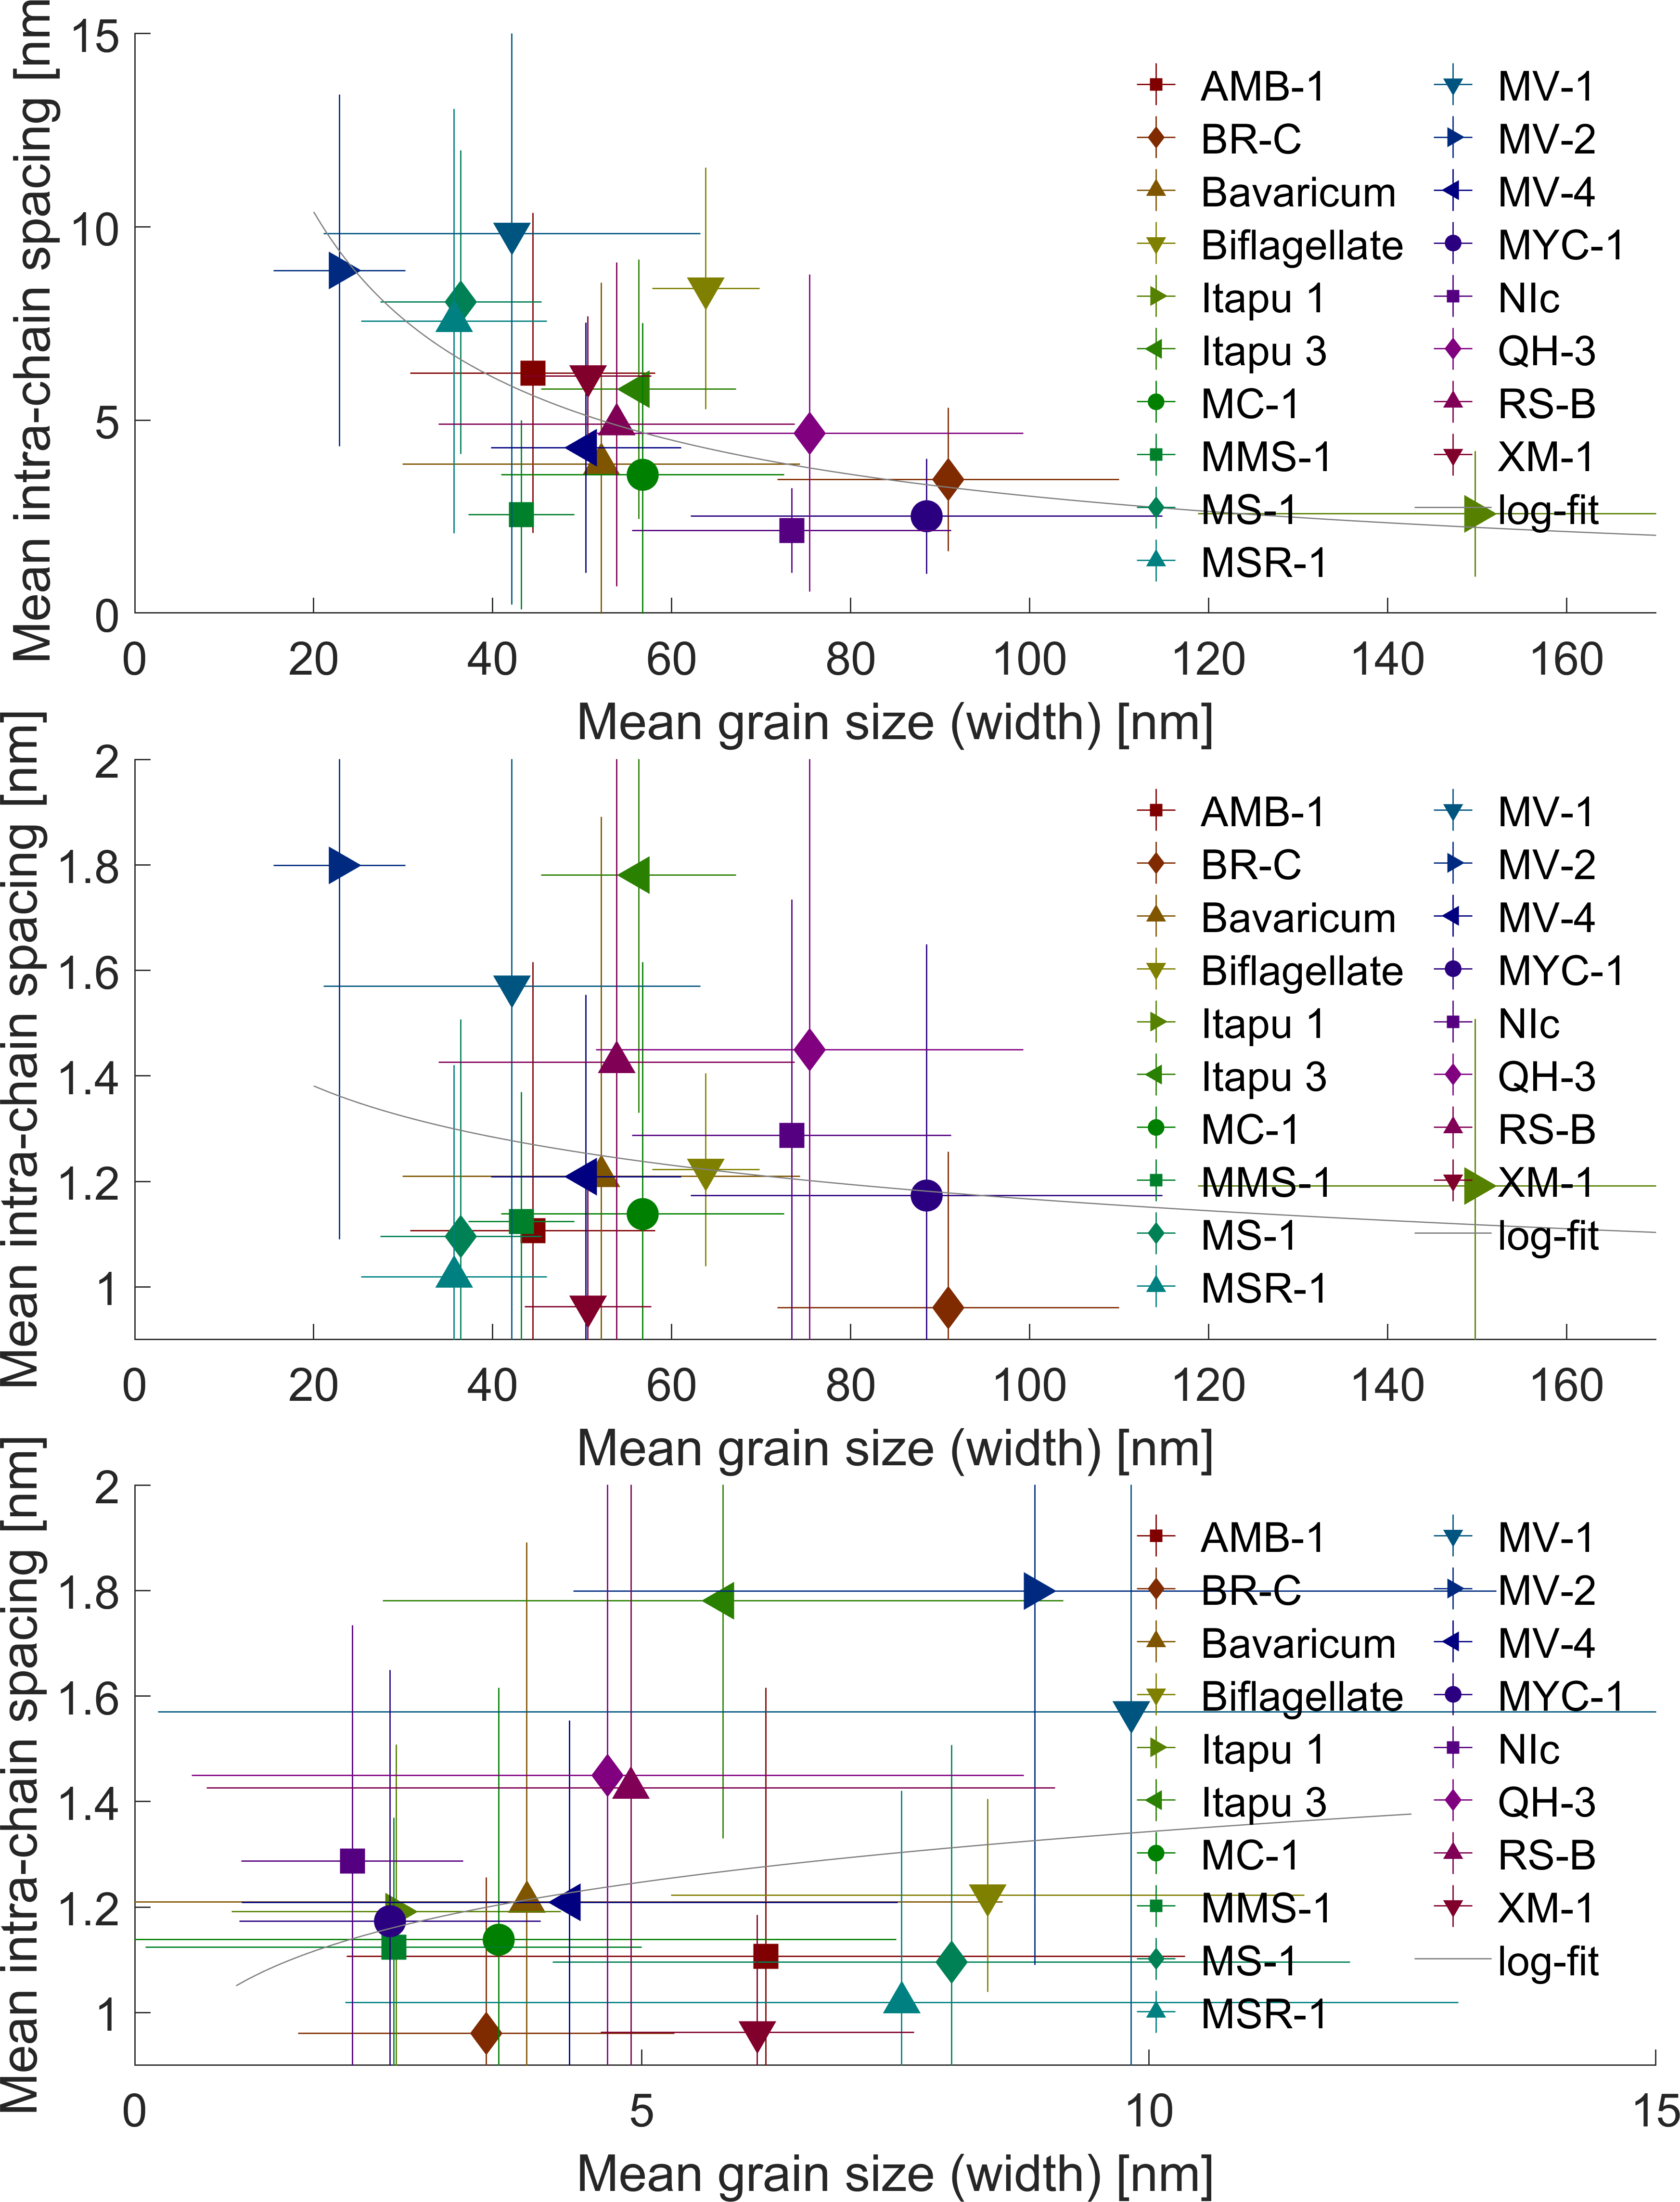 Mean intra-chain spacing [nm]
15
10
5
0
0 20 40 60 80 100 120 140 160
Mean grain size (width) [nm]
AMB-1
BR-C
Bavaricum
Biflagellate
Itapu 1
Itapu 3
MC-1
MMS-1
MS-1
MSR-1
MV-1
MV-2
MV-4
MYC-1
NIc
QH-3
RS-B
XM-1
log-fit
Mean intra-chain spacing [nm]
2
1.8
1.6
1.4
1.2
1
0 20 40 60 80 100 120 140 160
Mean grain size (width) [nm]
AMB-1
BR-C
Bavaricum
Biflagellate
Itapu 1
Itapu 3
MC-1
MMS-1
MS-1
MSR-1
MV-1
MV-2
MV-4
MYC-1
NIc
QH-3
RS-B
XM-1
log-fit
Mean intra-chain spacing [nm]
2
1.8
1.6
1.4
1.2
1
0 5 10 15
Mean grain size (width) [nm]
AMB-1
BR-C
Bavaricum
Biflagellate
Itapu 1
Itapu 3
MC-1
MMS-1
MS-1
MSR-1
MV-1
MV-2
MV-4
MYC-1
NIc
QH-3
RS-B
XM-1
log-fit